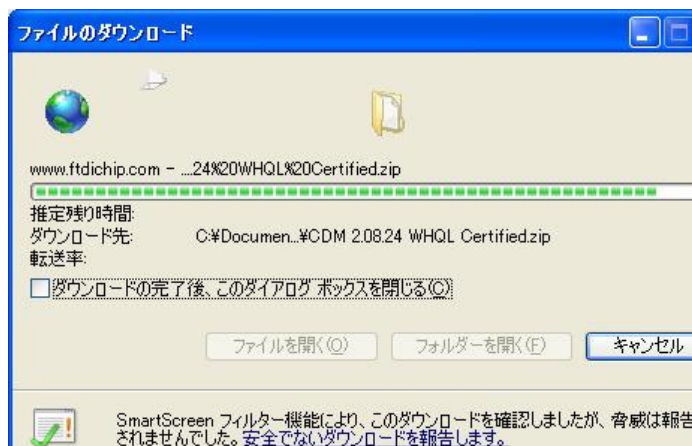 ファイルのダウンロード
www.ftdichip.com - ...24%20WHQL%20Certified.zip
推定残り時間:
ダウンロード先: C:¥Documen...¥CDM 2.08.24 WHQL Certified.zip
転送率:
ダウンロードの完了後、このダイアログ ボックスを閉じる(C)
ファイルを開く(O) フォルダーを開く(F) キャンセル
SmartScreen フィルター機能により、このダウンロードを確認しましたが、脅威は報告
されませんでした。安全でないダウンロードを報告します。